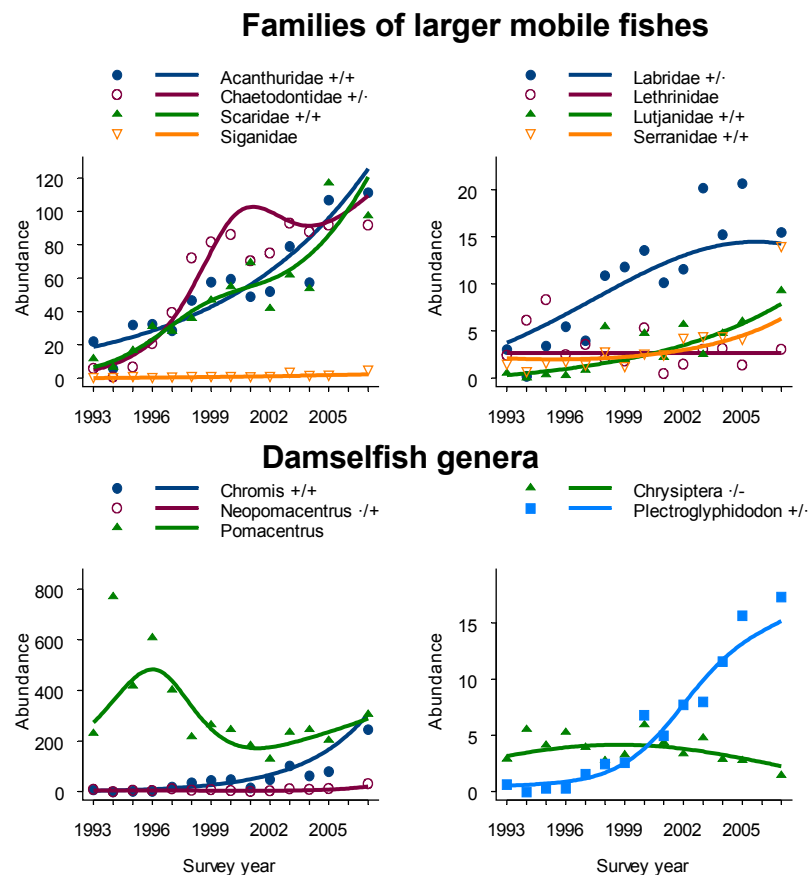 Families of larger mobile fishes
Acanthuridae +/+
Chaetodontidae +/·
Scaridae +/+
Siganidae
Labridae +/·
Lethrinidae
Lutjanidae +/+
Serranidae +/+
Abundance
120
100
80
60
40
20
0
1993 1996 1999 2002 2005
Abundance
20
15
10
5
0
1993 1996 1999 2002 2005
Damselfish genera
Chromis +/+
Neopomacentrus ·/+
Pomacentrus
Chrysiptera ·/-
Plectroglyphidodon +/·
Abundance
800
600
400
200
0
1993 1996 1999 2002 2005
Survey year
Abundance
15
10
5
0
1993 1996 1999 2002 2005
Survey year